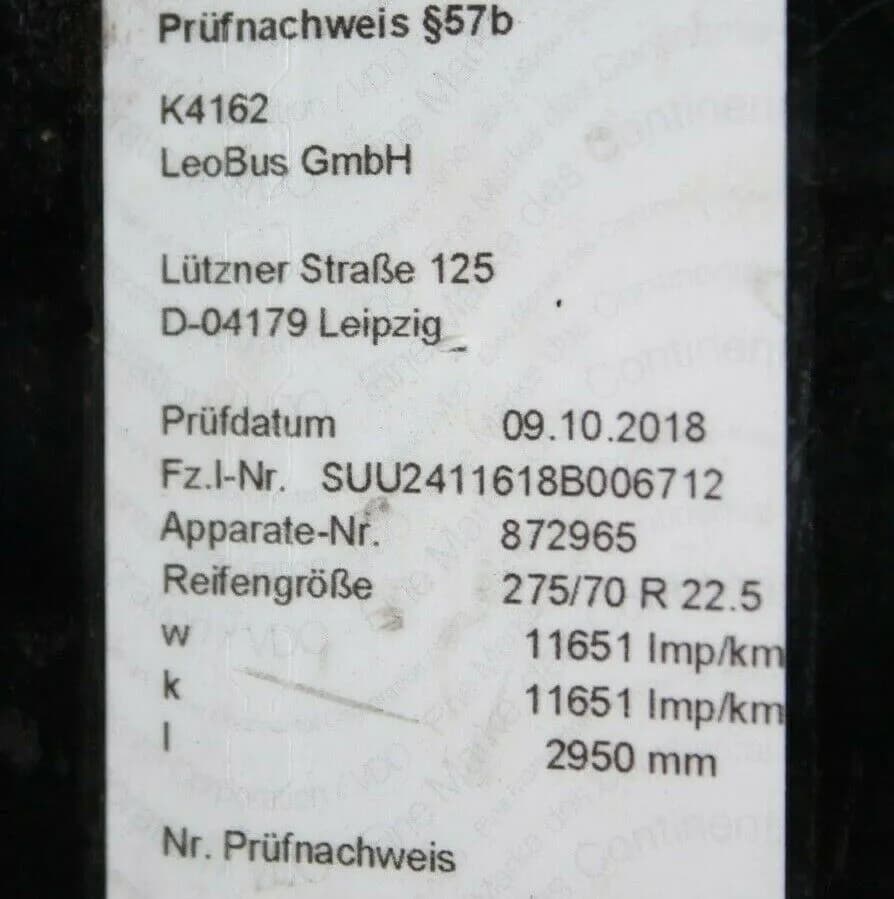 Prüfnachweis §57b
K4162
LeoBus GmbH
Lützner Straße 125
D-04179 Leipzig
Prüfdatum 09.10.2018
Fz.I-Nr. SUU2411618B006712
Apparate-Nr. 872965
Reifengröße 275/70 R 22.5
w 11651 Imp/km
k 11651 Imp/km
l 2950 mm
Nr. Prüfnachweis